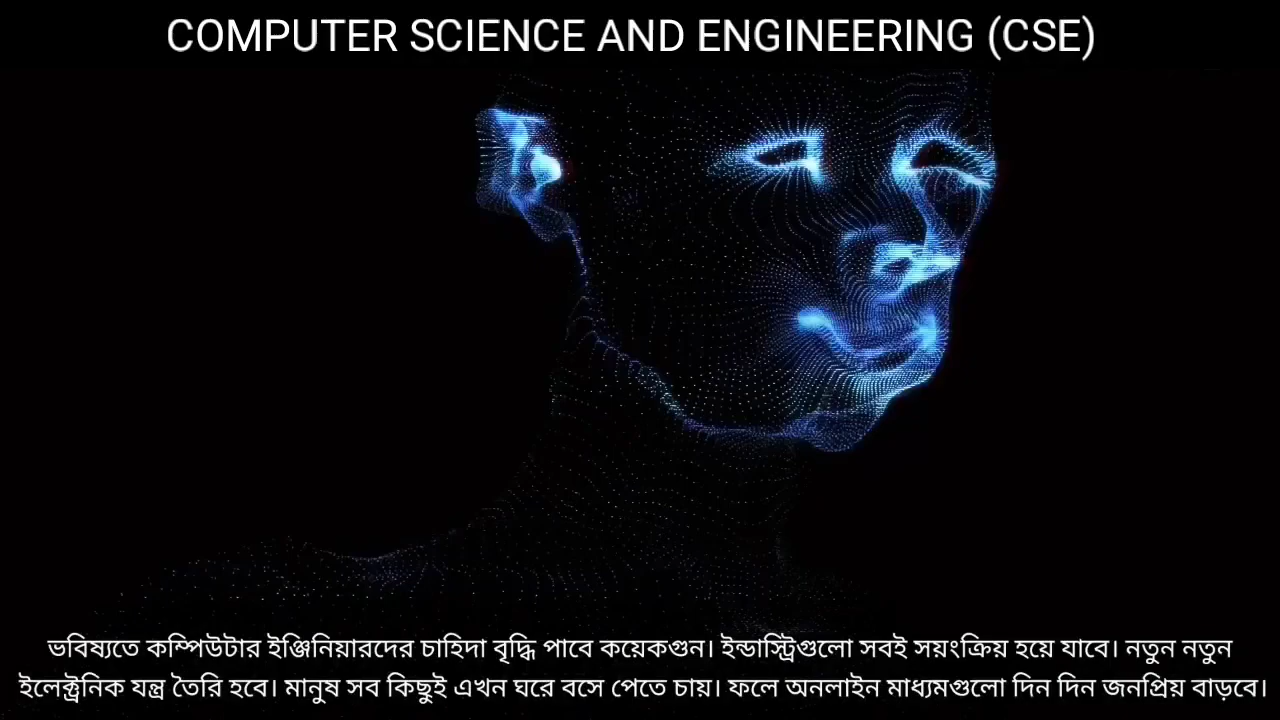 COMPUTER SCIENCE AND ENGINEERING (CSE)
ভবিষ্যতে কম্পিউটার ইঞ্জিনিয়ারদের চাহিদা বৃদ্ধি পাবে কয়েকগুন। ইন্ডাস্ট্রিগুলো সবই সয়ংক্রিয় হয়ে যাবে। নতুন নতুন
ইলেক্ট্রনিক যন্ত্র তৈরি হবে। মানুষ সব কিছুই এখন ঘরে বসে পেতে চায়। ফলে অনলাইন মাধ্যমগুলো দিন দিন জনপ্রিয় বাড়বে।